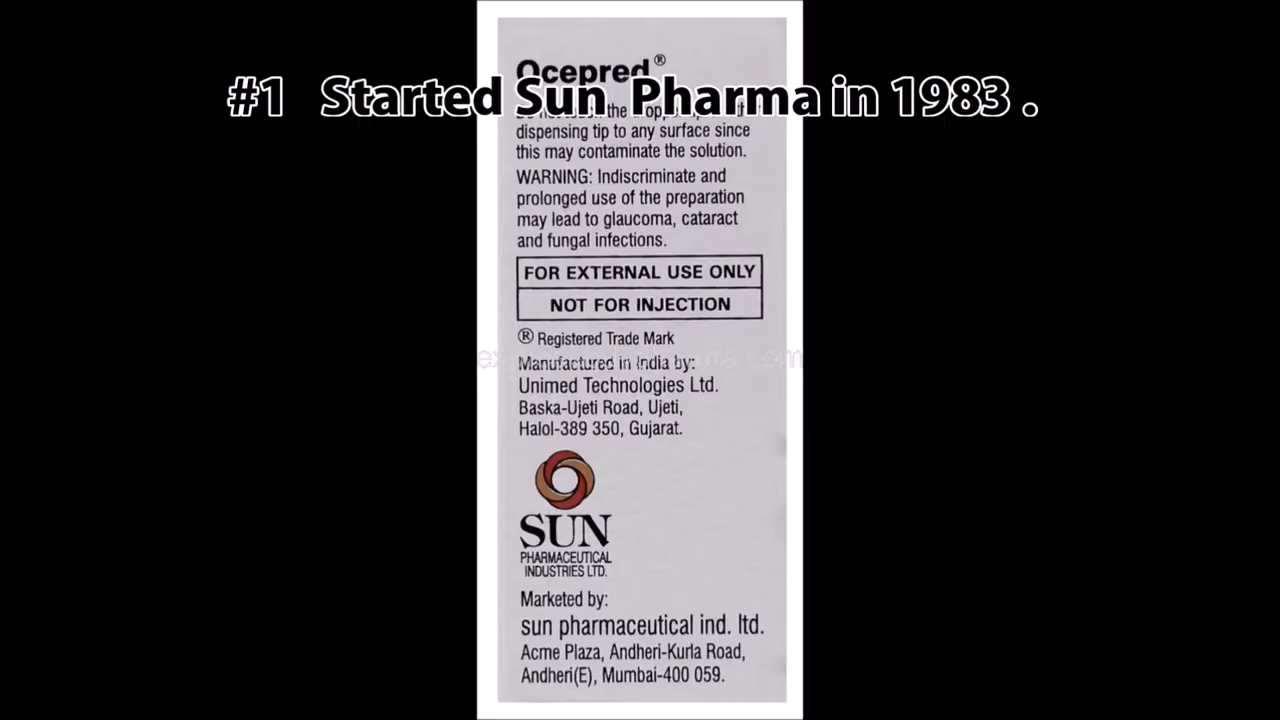 Ocepred®
#1 Started Sun Pharma in 1983 .
the
dispensing tip to any surface since
this may contaminate the solution.
WARNING: Indiscriminate and
prolonged use of the preparation
may lead to glaucoma, cataract
and fungal infections.
FOR EXTERNAL USE ONLY
NOT FOR INJECTION
® Registered Trade Mark
Manufactured in India by:
Unimed Technologies Ltd.
Baska-Ujeti Road, Ujeti,
Halol-389 350, Gujarat.
SUN
PHARMACEUTICAL
INDUSTRIES LTD.
Marketed by:
sun pharmaceutical ind. ltd.
Acme Plaza, Andheri-Kurla Road,
Andheri(E), Mumbai-400 059.